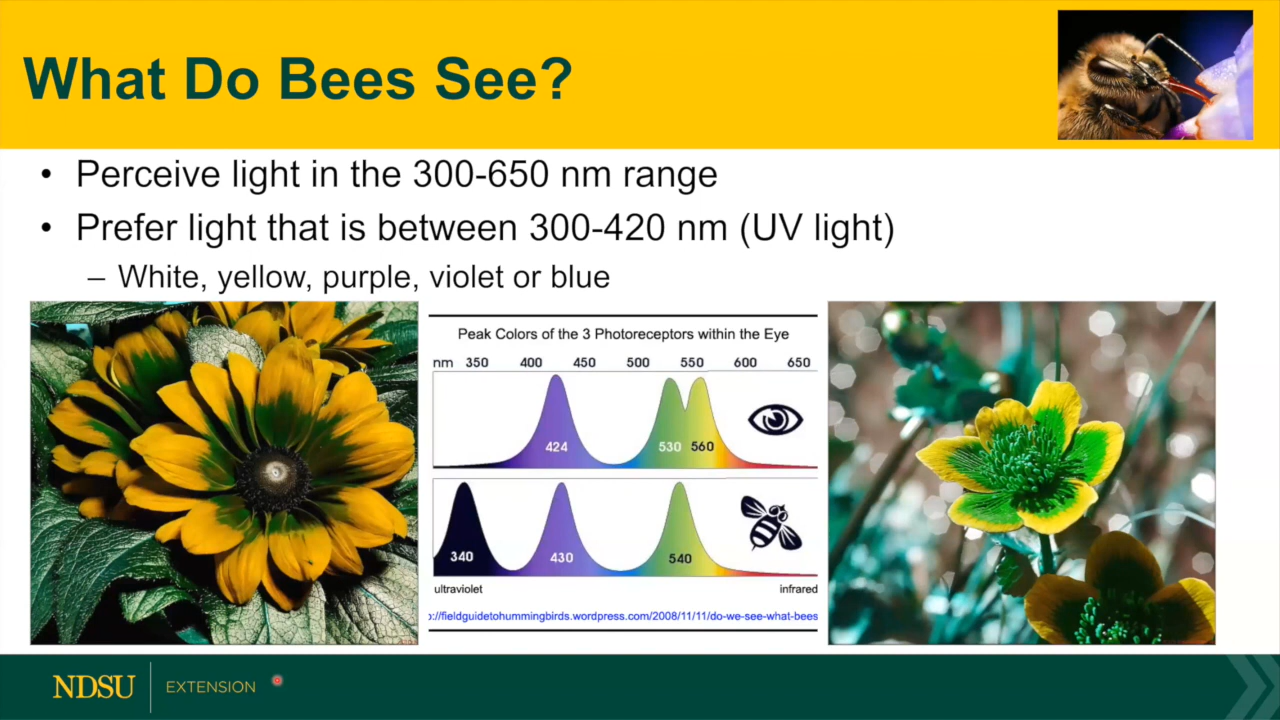 What Do Bees See?
• Perceive light in the 300-650 nm range
• Prefer light that is between 300-420 nm (UV light)
– White, yellow, purple, violet or blue
Peak Colors of the 3 Photoreceptors within the Eye
nm 350 400 450 500 550 600 650
424 530 560
340 430 540
ultraviolet infrared
://fieldguidetohummingbirds.wordpress.com/2008/11/11/do-we-see-what-bees
NDSU EXTENSION